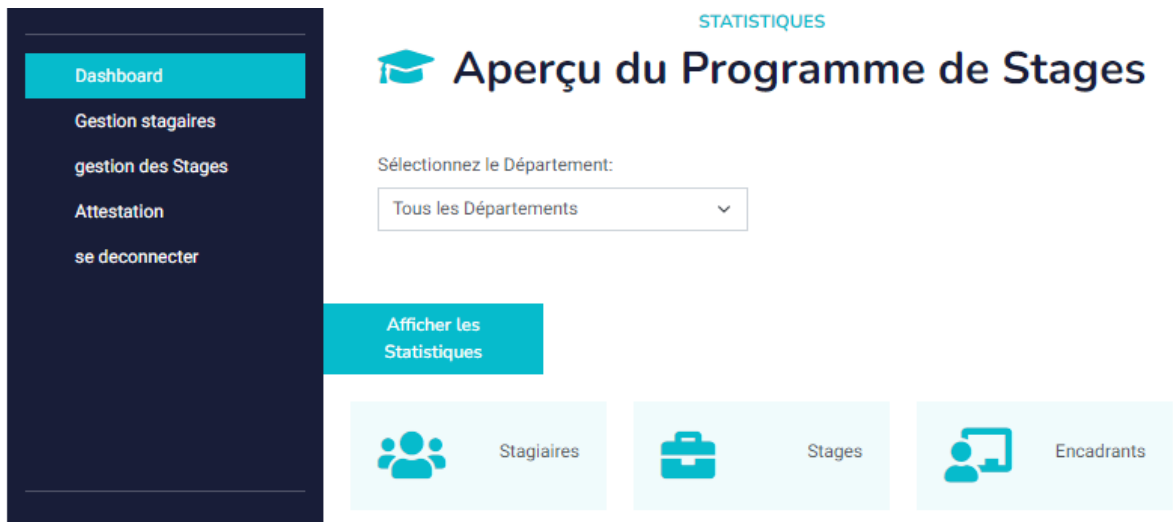 Dashboard
Gestion stagaires
gestion des Stages
Attestation
se deconnecter
STATISTIQUES
Aperçu du Programme de Stages
Sélectionnez le Département:
Tous les Départements
Afficher les
Statistiques
Stagiaires
Stages
Encadrants